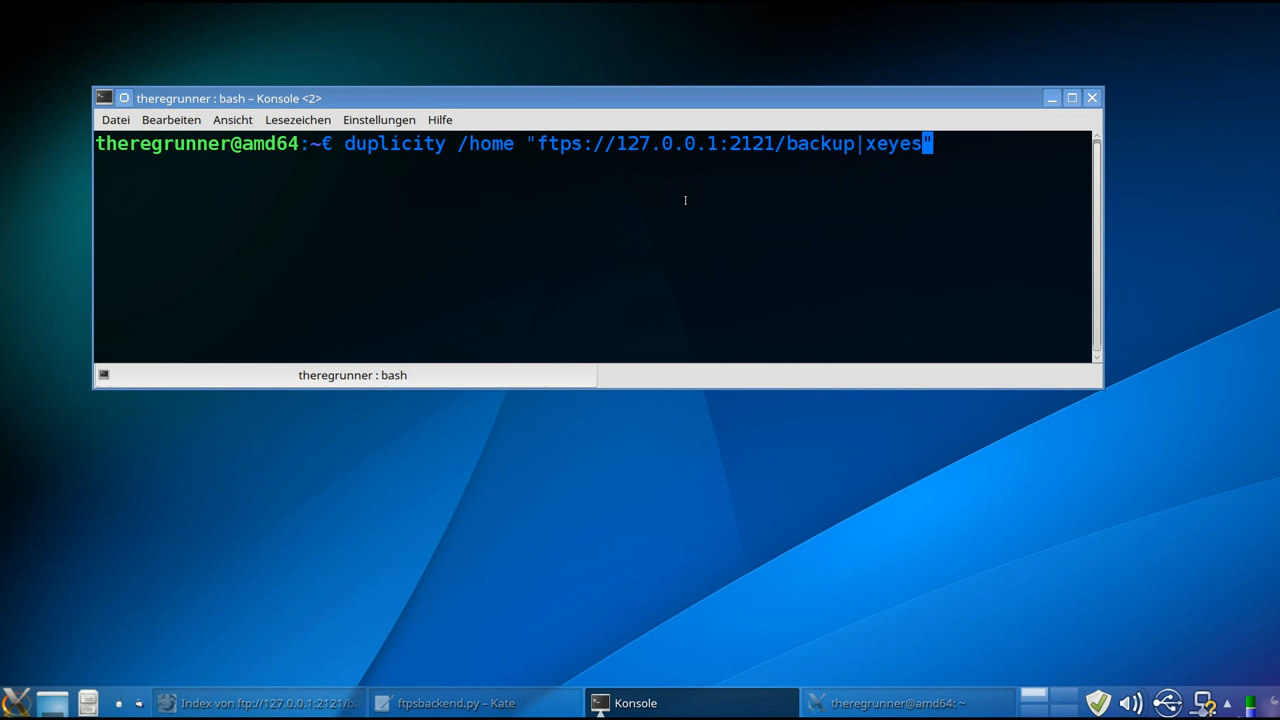 theregrunner : bash – Konsole <2>
Datei Bearbeiten Ansicht Lesezeichen Einstellungen Hilfe
theregrunner@amd64:~€ duplicity /home "ftps://127.0.0.1:2121/backup|xeyes"
theregrunner : bash
Index von ftp://127.0.0.1:2121/ba
ftpsbackend.py – Kate
Konsole
theregrunner@amd64: ~